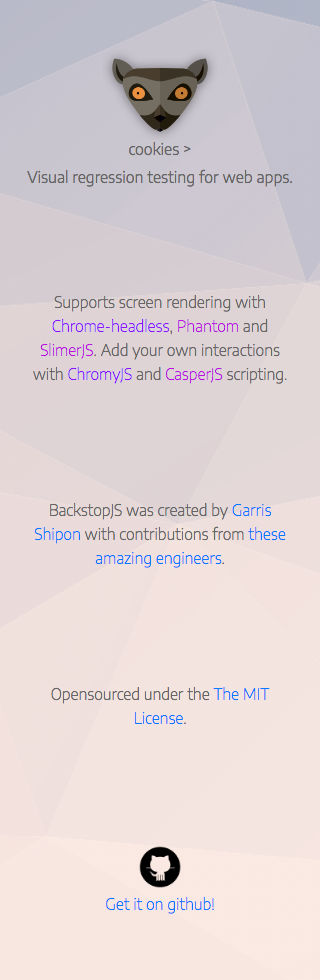 cookies >
Visual regression testing for web apps.
Supports screen rendering with
Chrome-headless, Phantom and
SlimerJS. Add your own interactions
with ChromyJS and CasperJS scripting.
BackstopJS was created by Garris
Shipon with contributions from these
amazing engineers.
Opensourced under the The MIT
License.
Get it on github!